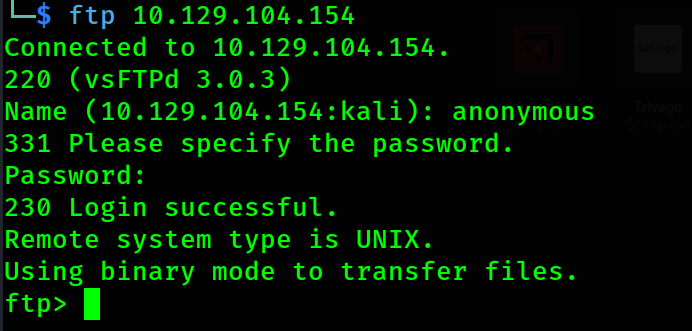 └─$ ftp 10.129.104.154
Connected to 10.129.104.154.
220 (vsFTPd 3.0.3)
Name (10.129.104.154:kali): anonymous
331 Please specify the password.
Password:
230 Login successful.
Remote system type is UNIX.
Using binary mode to transfer files.
ftp>
Trivago
Sponsored